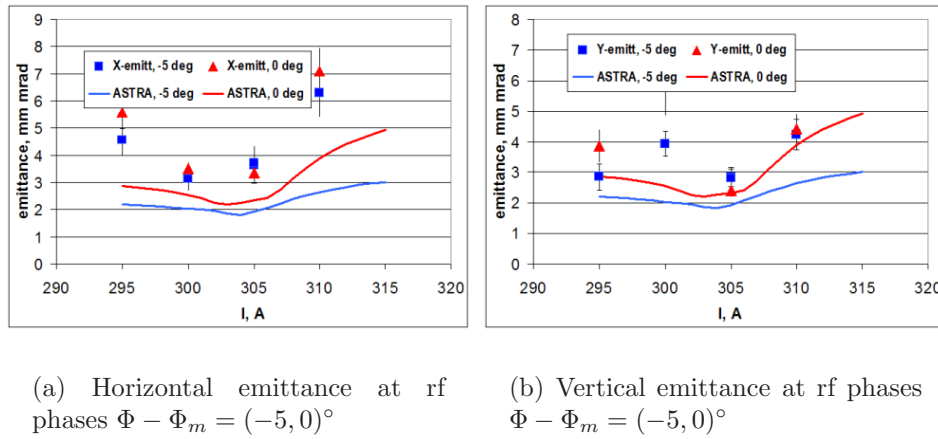 9
8
7
6
5
4
3
2
1
0
emittance, mm mrad
X-emitt, -5 deg X-emitt, 0 deg
ASTRA, -5 deg ASTRA, 0 deg
290 295 300 305 310 315 320
I, A
8
7
6
5
4
3
2
1
0
emittance, mm mrad
Y-emitt, -5 deg Y-emitt, 0 deg
ASTRA, -5 deg ASTRA, 0 deg
290 295 300 305 310 315 320
I, A
(a) Horizontal emittance at rf
phases Φ − Φm = (−5, 0)°
(b) Vertical emittance at rf phases
Φ − Φm = (−5, 0)°